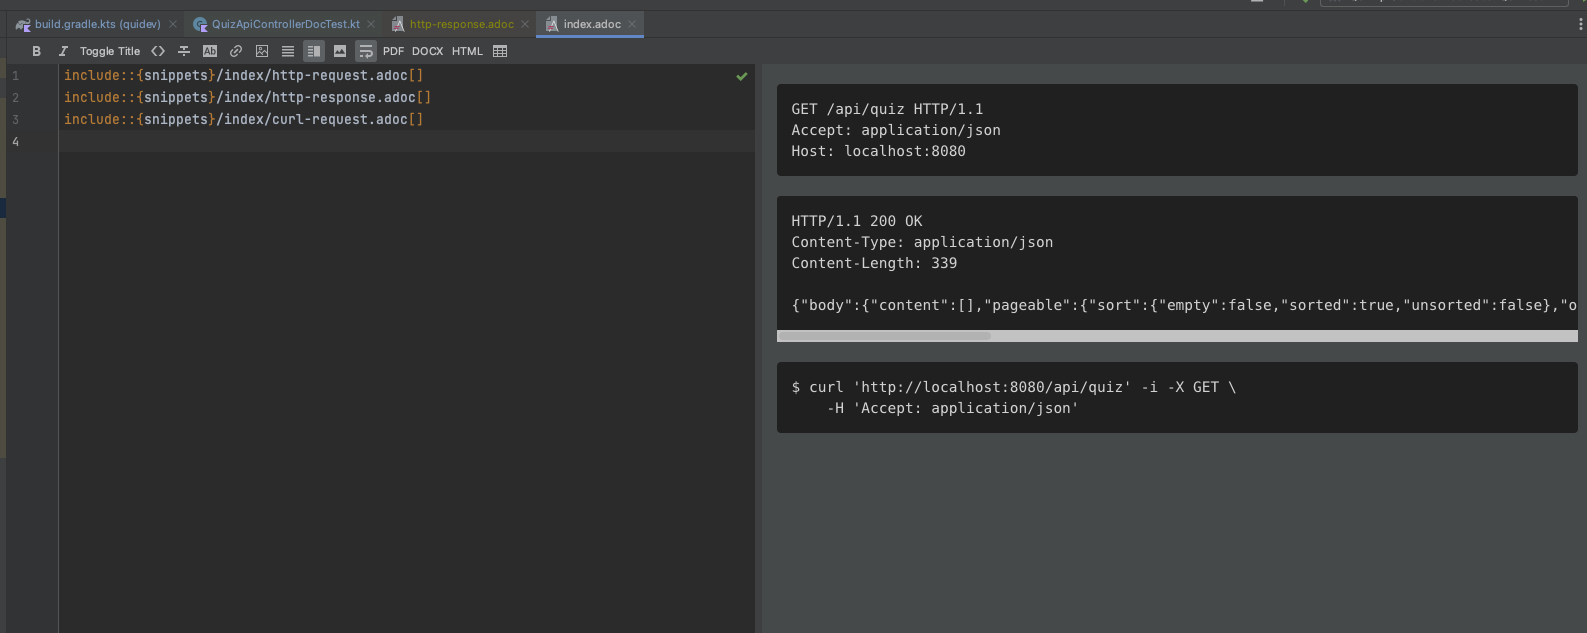 build.gradle.kts (quidev)
QuizApiControllerDocTest.kt
http-response.adoc
index.adoc
B I Toggle Title Ab PDF DOCX HTML
1 include::{snippets}/index/http-request.adoc[]
2 include::{snippets}/index/http-response.adoc[]
3 include::{snippets}/index/curl-request.adoc[]
4
GET /api/quiz HTTP/1.1
Accept: application/json
Host: localhost:8080
HTTP/1.1 200 OK
Content-Type: application/json
Content-Length: 339
{"body":{"content":[],"pageable":{"sort":{"empty":false,"sorted":true,"unsorted":false},"o
$ curl 'http://localhost:8080/api/quiz' -i -X GET \
-H 'Accept: application/json'